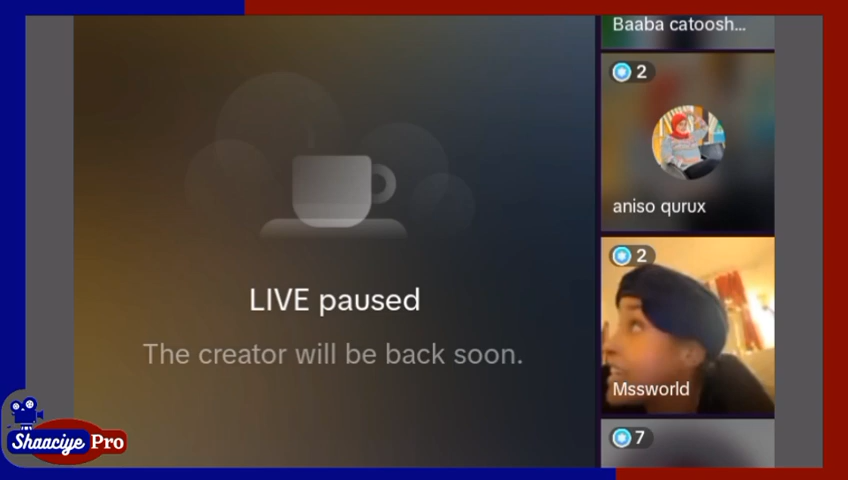 Baaba catoosh...
2
aniso qurux
LIVE paused
2
The creator will be back soon.
Mssworld
7
Shaaciye Pro